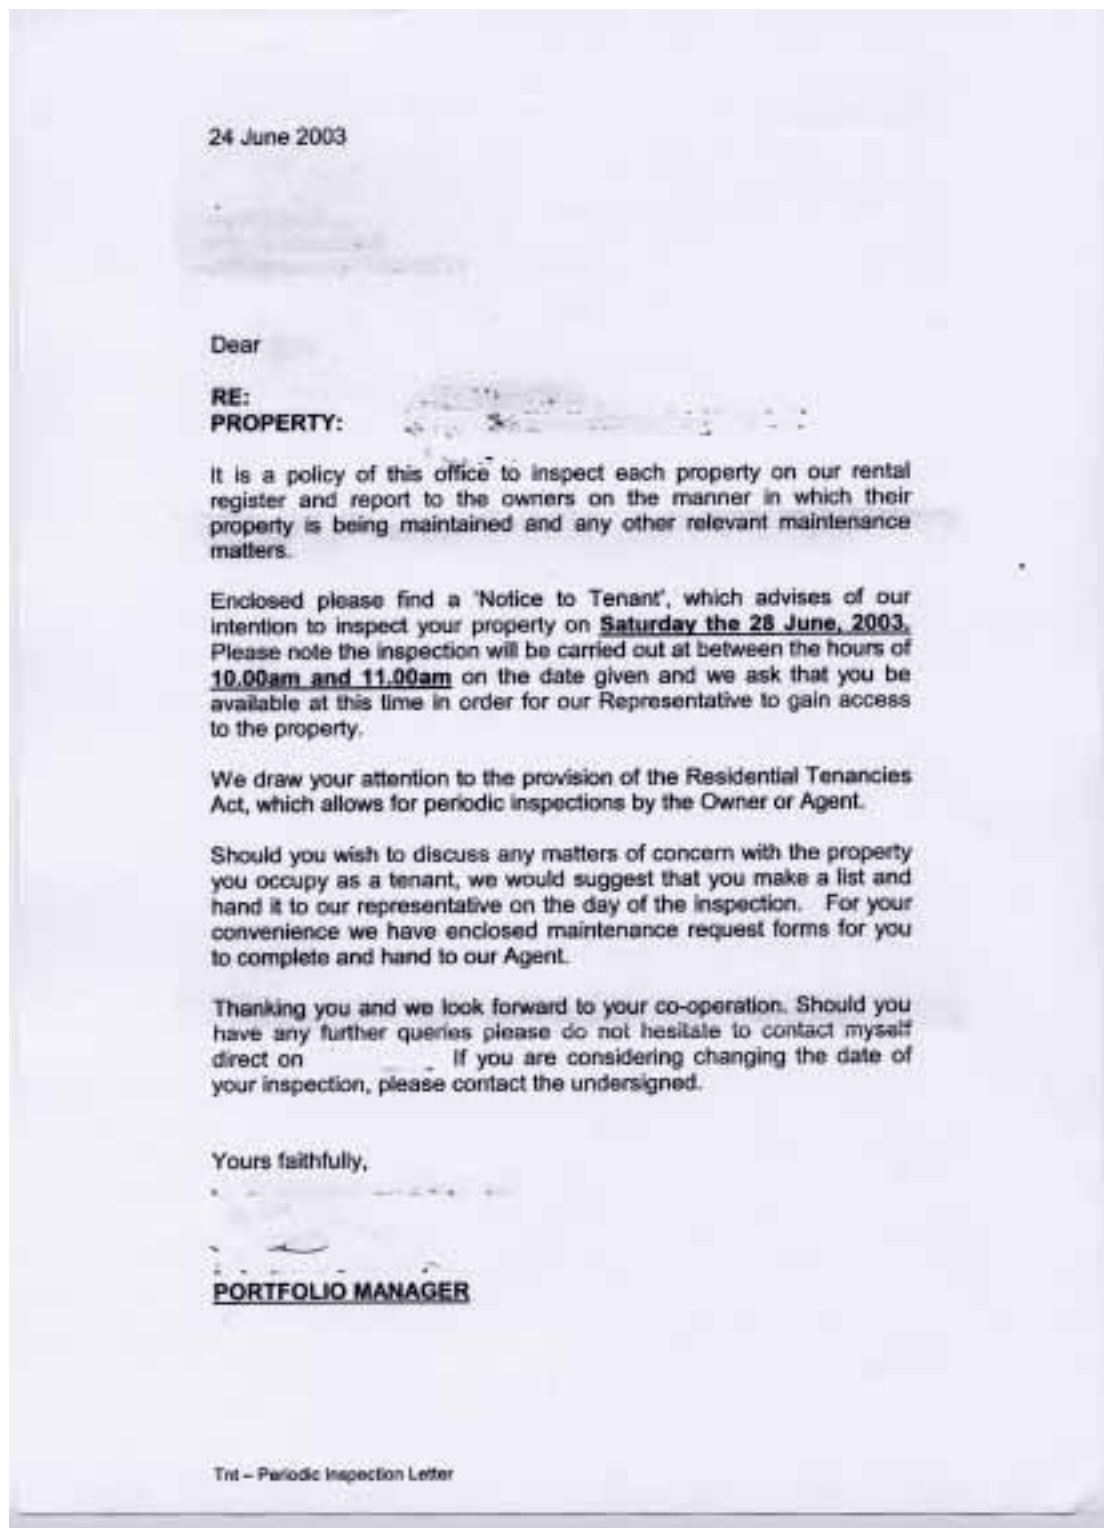 24 June 2003
Dear
RE:
PROPERTY:
It is a policy of this office to inspect each property on our rental
register and report to the owners on the manner in which their
property is being maintained and any other relevant maintenance
matters.
Enclosed please find a 'Notice to Tenant', which advises of our
intention to inspect your property on Saturday the 28 June, 2003.
Please note the inspection will be carried out at between the hours of
10.00am and 11.00am on the date given and we ask that you be
available at this time in order for our Representative to gain access
to the property.
We draw your attention to the provision of the Residential Tenancies
Act, which allows for periodic inspections by the Owner or Agent.
Should you wish to discuss any matters of concern with the property
you occupy as a tenant, we would suggest that you make a list and
hand it to our representative on the day of the inspection. For your
convenience we have enclosed maintenance request forms for you
to complete and hand to our Agent.
Thanking you and we look forward to your co-operation. Should you
have any further queries please do not hesitate to contact myself
direct on If you are considering changing the date of
your inspection, please contact the undersigned.
Yours faithfully,
PORTFOLIO MANAGER
Tnt – Periodic Inspection Letter